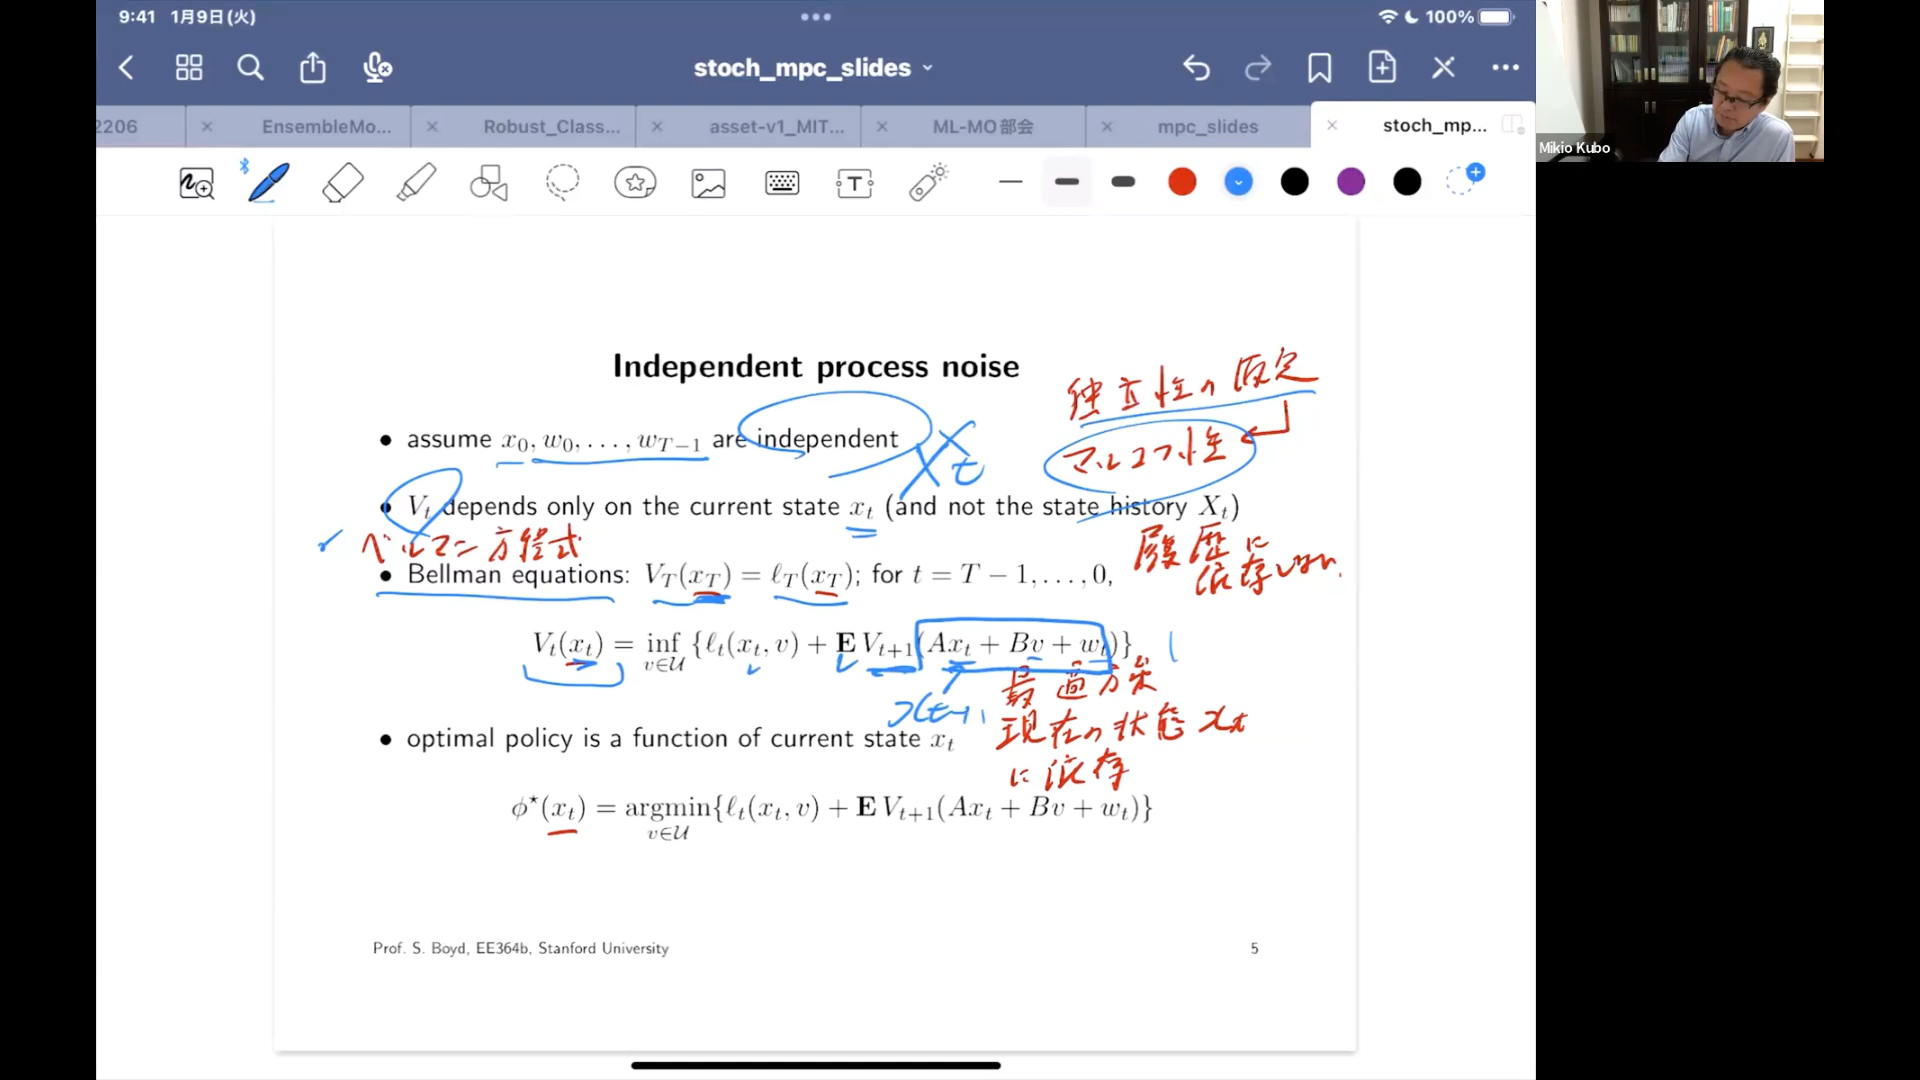 9:41 1月9日(火)
100%
stoch_mpc_slides
2206
EnsembleMo...
Robust_Class...
asset-v1_MIT...
ML-MO部会
mpc_slides
stoch_mp...
Mikio Kubo
T
Independent process noise
独立性の仮定
マルコフ性
• assume x₀, w₀, . . . , w_{T−1} are independent
X_t
• V_t depends only on the current state x_t (and not the state history X_t)
ベルマン方程式
履歴に
依存しない.
• Bellman equations: V_T(x_T) = ℓ_T(x_T); for t = T − 1, . . . , 0,
V_t(x_t) = inf_{v∈𝒰} {ℓ_t(x_t, v) + E V_{t+1}(Ax_t + Bv + w_t)}
x_{t+1}
最適方策
現在の状態 x_t
に依存
• optimal policy is a function of current state x_t
ϕ*(x_t) = argmin_{v∈𝒰}{ℓ_t(x_t, v) + E V_{t+1}(Ax_t + Bv + w_t)}
Prof. S. Boyd, EE364b, Stanford University
5